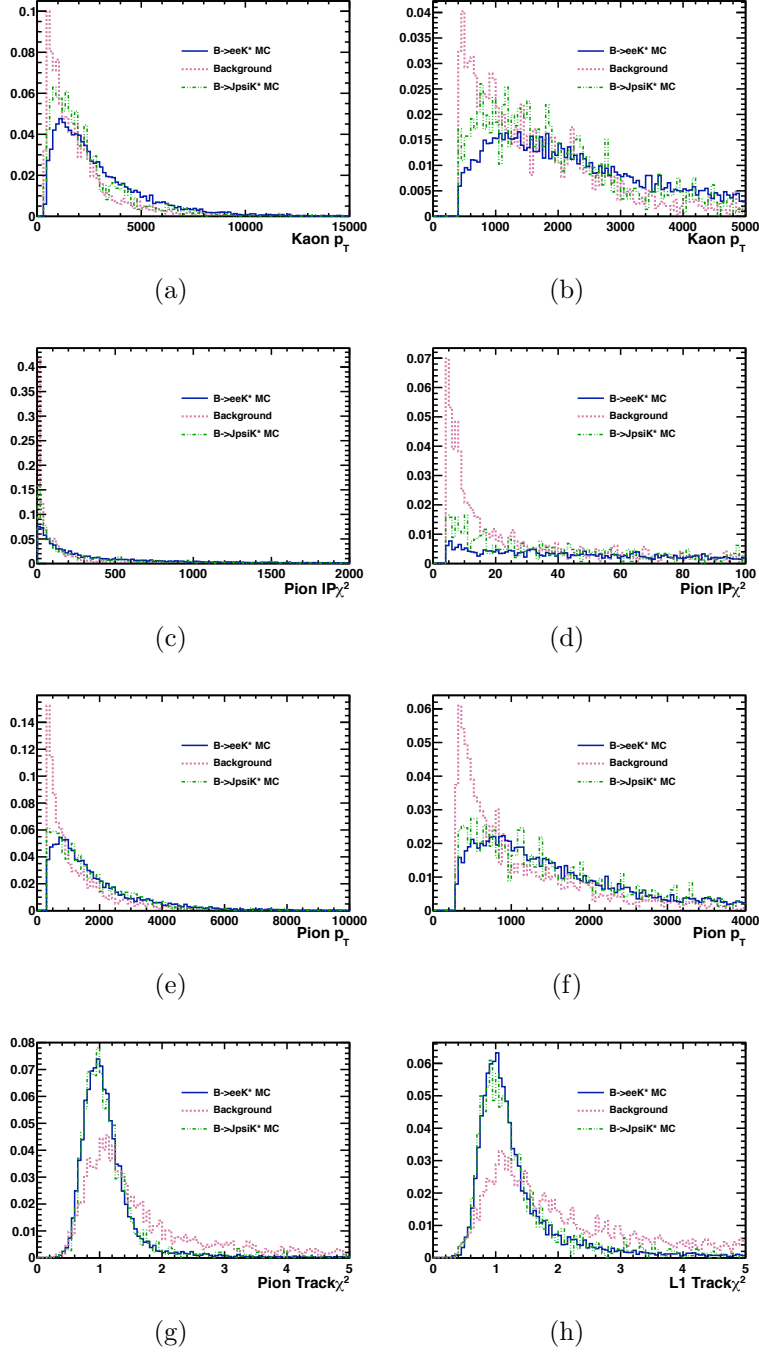 0.1
0.08
0.06
0.04
0.02
0
B->eeK* MC
Background
B->JpsiK* MC
0 5000 10000 15000
Kaon p_T
(a)
0.04
0.035
0.03
0.025
0.02
0.015
0.01
0.005
0
B->eeK* MC
Background
B->JpsiK* MC
0 1000 2000 3000 4000 5000
Kaon p_T
(b)
0.4
0.35
0.3
0.25
0.2
0.15
0.1
0.05
0
B->eeK* MC
Background
B->JpsiK* MC
0 500 1000 1500 2000
Pion IPχ²
(c)
0.07
0.06
0.05
0.04
0.03
0.02
0.01
0
B->eeK* MC
Background
B->JpsiK* MC
0 20 40 60 80 100
Pion IPχ²
(d)
0.14
0.12
0.1
0.08
0.06
0.04
0.02
0
B->eeK* MC
Background
B->JpsiK* MC
0 2000 4000 6000 8000 10000
Pion p_T
(e)
0.06
0.05
0.04
0.03
0.02
0.01
0
B->eeK* MC
Background
B->JpsiK* MC
0 1000 2000 3000 4000
Pion p_T
(f)
0.08
0.07
0.06
0.05
0.04
0.03
0.02
0.01
0
B->eeK* MC
Background
B->JpsiK* MC
0 1 2 3 4 5
Pion Trackχ²
(g)
0.06
0.05
0.04
0.03
0.02
0.01
0
B->eeK* MC
Background
B->JpsiK* MC
0 1 2 3 4 5
L1 Trackχ²
(h)